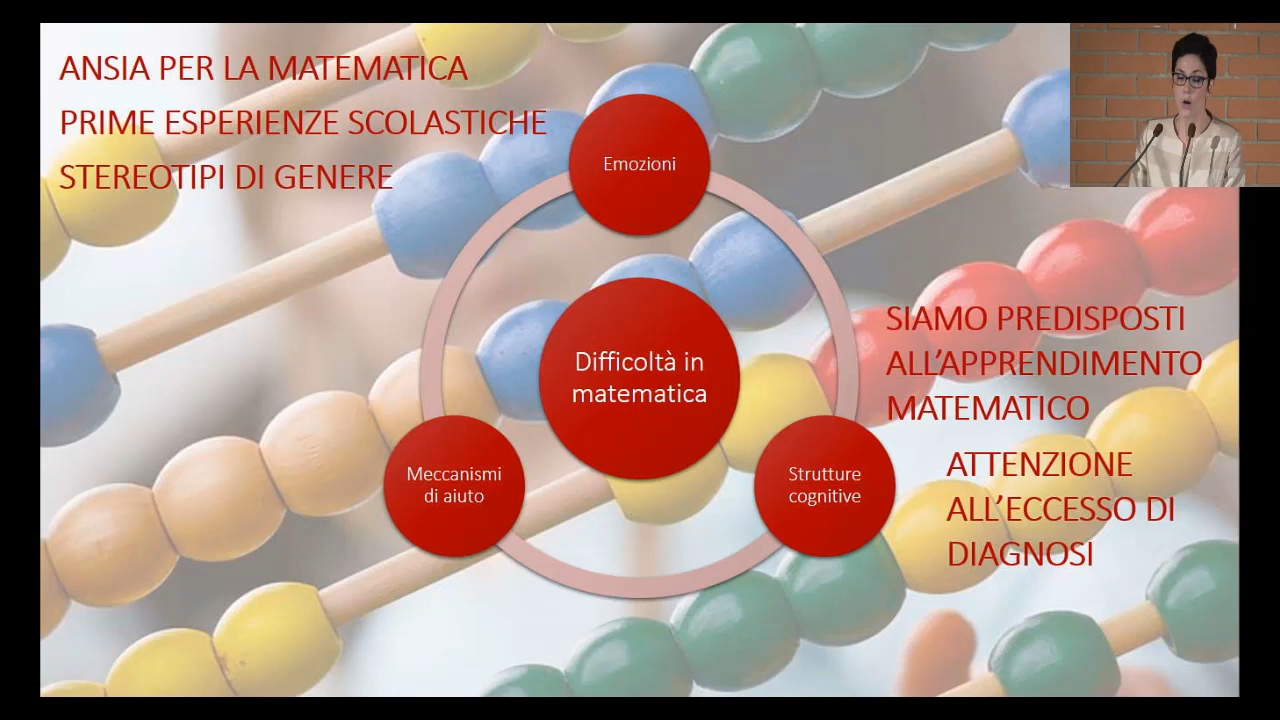 ANSIA PER LA MATEMATICA
PRIME ESPERIENZE SCOLASTICHE
STEREOTIPI DI GENERE
Emozioni
Difficoltà in
matematica
Meccanismi
di aiuto
Strutture
cognitive
SIAMO PREDISPOSTI
ALL’APPRENDIMENTO
MATEMATICO
ATTENZIONE
ALL’ECCESSO DI
DIAGNOSI